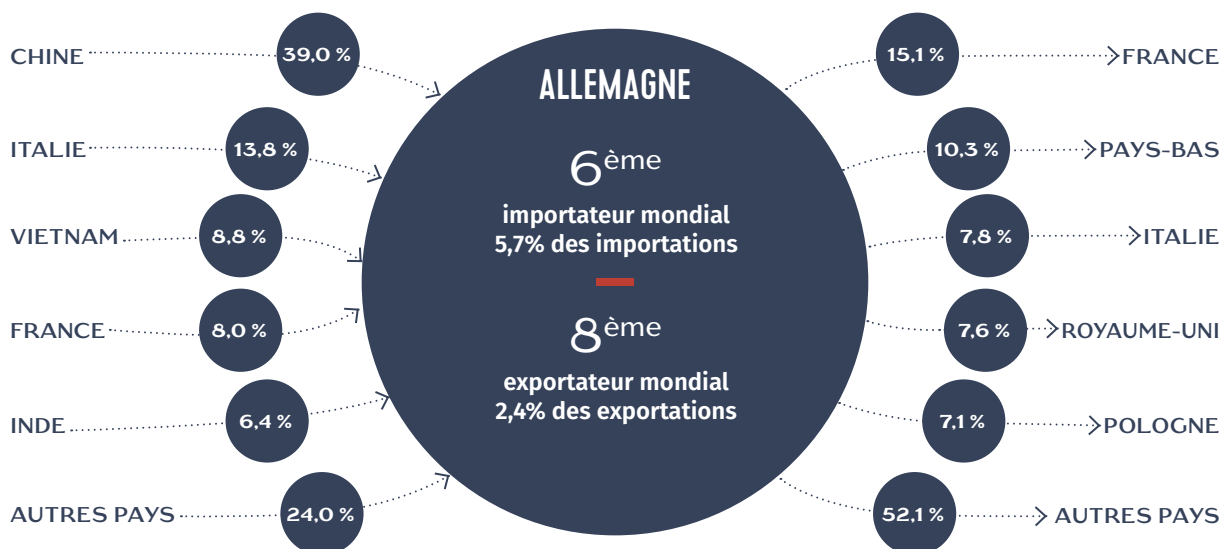 CHINE
39,0 %
ITALIE
13,8 %
VIETNAM
8,8 %
FRANCE
8,0 %
INDE
6,4 %
AUTRES PAYS
24,0 %
ALLEMAGNE
6ème
importateur mondial
5,7% des importations
8ème
exportateur mondial
2,4% des exportations
15,1 %
FRANCE
10,3 %
PAYS-BAS
7,8 %
ITALIE
7,6 %
ROYAUME-UNI
7,1 %
POLOGNE
52,1 %
AUTRES PAYS